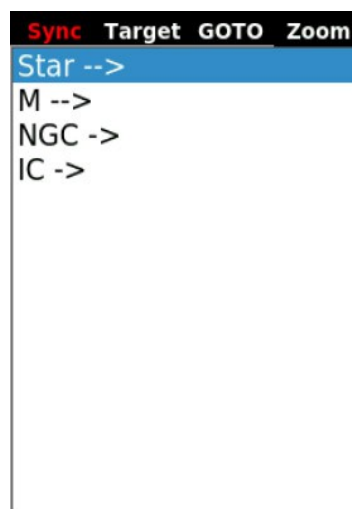 Sync Target GOTO Zoom
Star -->
M -->
NGC ->
IC ->